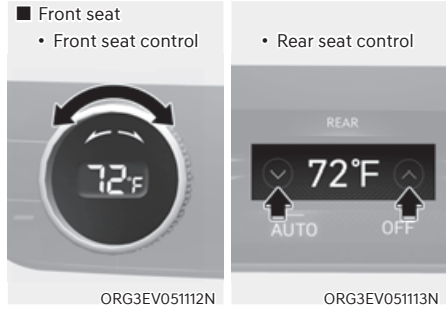 ■ Front seat
• Front seat control
72°F
ORG3EV051112N
• Rear seat control
REAR
72°F
AUTO
OFF
ORG3EV051113N